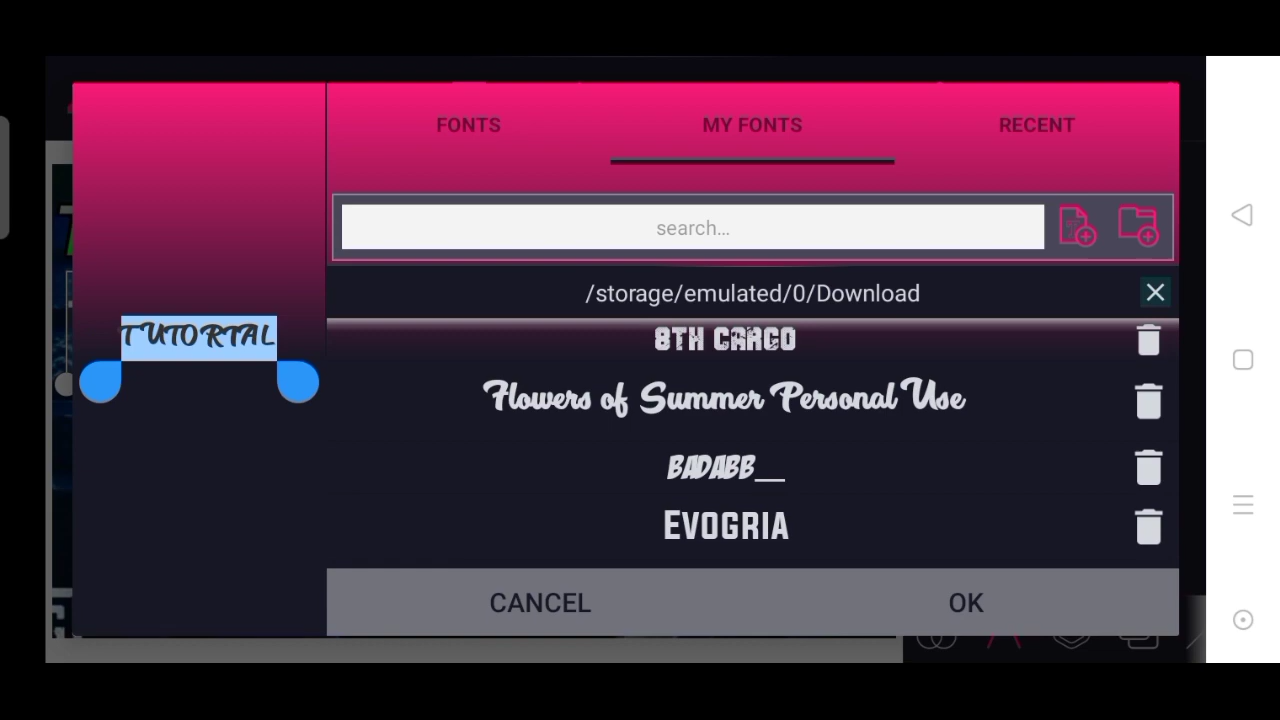 FONTS
MY FONTS
RECENT
search...
/storage/emulated/0/Download
8TH CARGO
TUTORIAL
Flowers of Summer Personal Use
BADABB__
EVOGRIA
CANCEL
OK